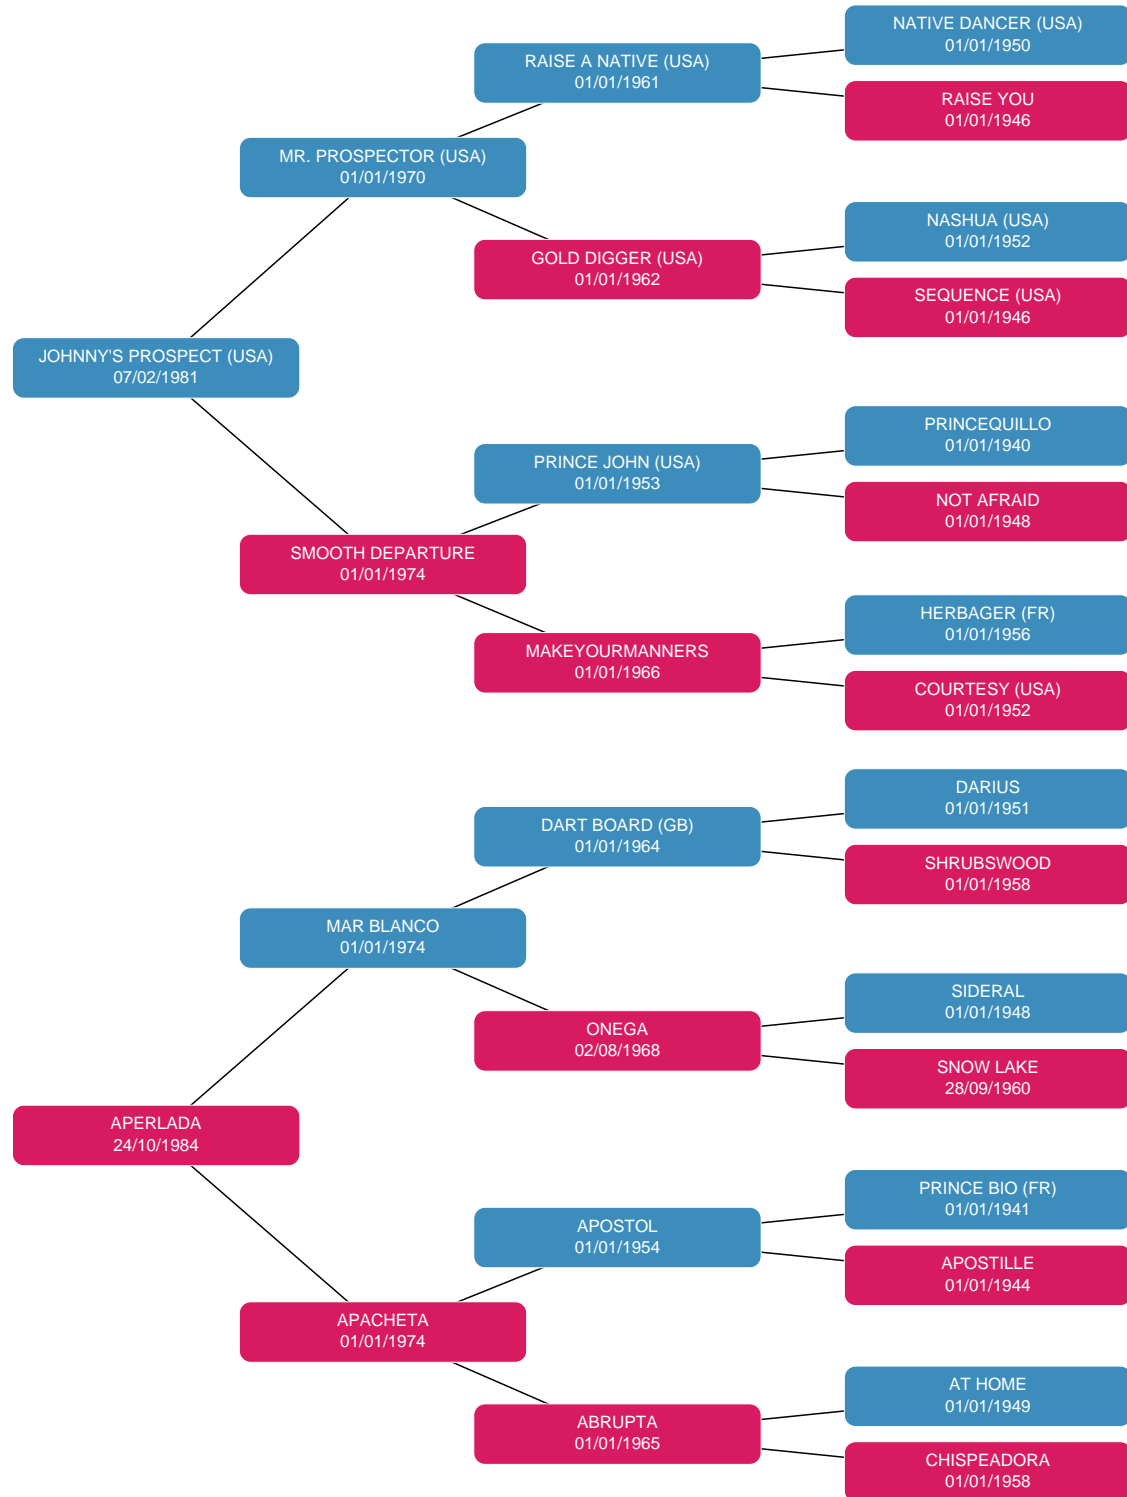 NATIVE DANCER (USA)
01/01/1950
RAISE A NATIVE (USA)
01/01/1961
RAISE YOU
01/01/1946
MR. PROSPECTOR (USA)
01/01/1970
NASHUA (USA)
01/01/1952
GOLD DIGGER (USA)
01/01/1962
SEQUENCE (USA)
01/01/1946
JOHNNY'S PROSPECT (USA)
07/02/1981
PRINCEQUILLO
01/01/1940
PRINCE JOHN (USA)
01/01/1953
NOT AFRAID
01/01/1948
SMOOTH DEPARTURE
01/01/1974
HERBAGER (FR)
01/01/1956
MAKEYOURMANNERS
01/01/1966
COURTESY (USA)
01/01/1952
DARIUS
01/01/1951
DART BOARD (GB)
01/01/1964
SHRUBSWOOD
01/01/1958
MAR BLANCO
01/01/1974
SIDERAL
01/01/1948
ONEGA
02/08/1968
SNOW LAKE
28/09/1960
APERLADA
24/10/1984
PRINCE BIO (FR)
01/01/1941
APOSTOL
01/01/1954
APOSTILLE
01/01/1944
APACHETA
01/01/1974
AT HOME
01/01/1949
ABRUPTA
01/01/1965
CHISPEADORA
01/01/1958